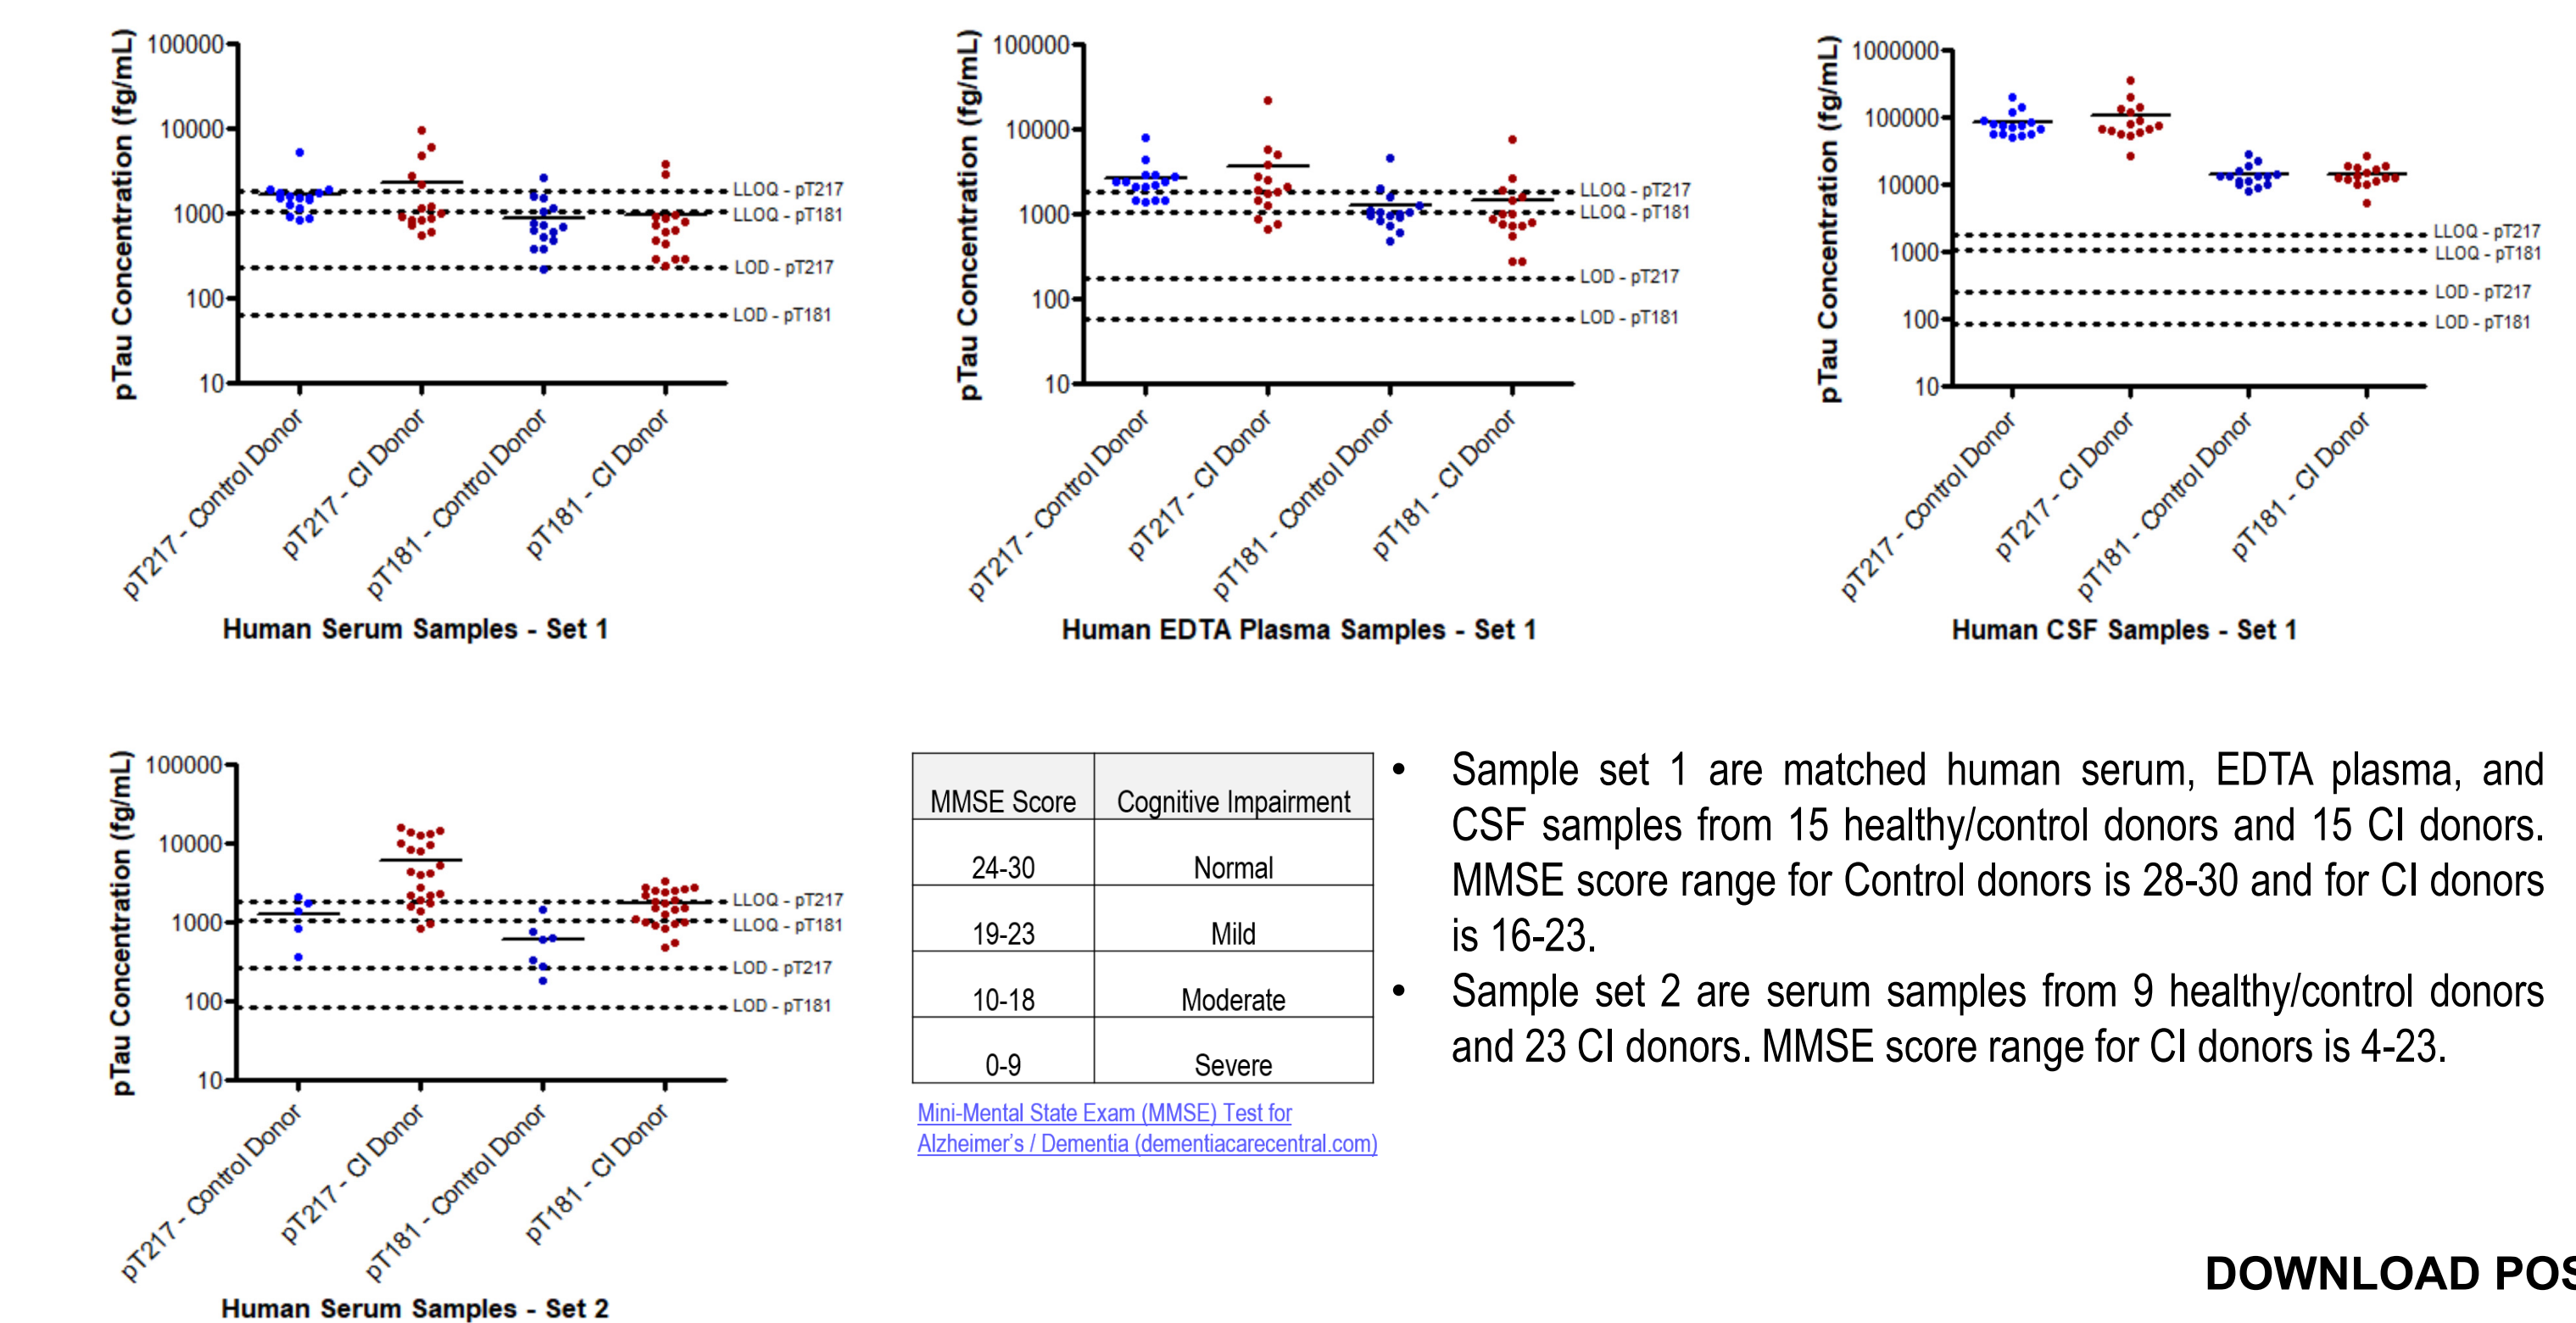 pTau Concentration (fg/mL)
100000
10000
1000
100
10
LLOQ - pT217
LLOQ - pT181
LOD - pT217
LOD - pT181
pT217 - Control Donor
pT217 - CI Donor
pT181 - Control Donor
pT181 - CI Donor
Human Serum Samples - Set 1
pTau Concentration (fg/mL)
100000
10000
1000
100
10
LLOQ - pT217
LLOQ - pT181
LOD - pT217
LOD - pT181
pT217 - Control Donor
pT217 - CI Donor
pT181 - Control Donor
pT181 - CI Donor
Human EDTA Plasma Samples - Set 1
pTau Concentration (fg/mL)
1000000
100000
10000
1000
100
10
LLOQ - pT217
LLOQ - pT181
LOD - pT217
LOD - pT181
pT217 - Control Donor
pT217 - CI Donor
pT181 - Control Donor
pT181 - CI Donor
Human CSF Samples - Set 1
pTau Concentration (fg/mL)
100000
10000
1000
100
10
LLOQ - pT217
LLOQ - pT181
LOD - pT217
LOD - pT181
pT217 - Control Donor
pT217 - CI Donor
pT181 - Control Donor
pT181 - CI Donor
Human Serum Samples - Set 2
MMSE Score Cognitive Impairment
24-30 Normal
19-23 Mild
10-18 Moderate
0-9 Severe
Mini-Mental State Exam (MMSE) Test for
Alzheimer's / Dementia (dementiacarecentral.com)
• Sample set 1 are matched human serum, EDTA plasma, and
CSF samples from 15 healthy/control donors and 15 CI donors.
MMSE score range for Control donors is 28-30 and for CI donors
is 16-23.
• Sample set 2 are serum samples from 9 healthy/control donors
and 23 CI donors. MMSE score range for CI donors is 4-23.
DOWNLOAD POS